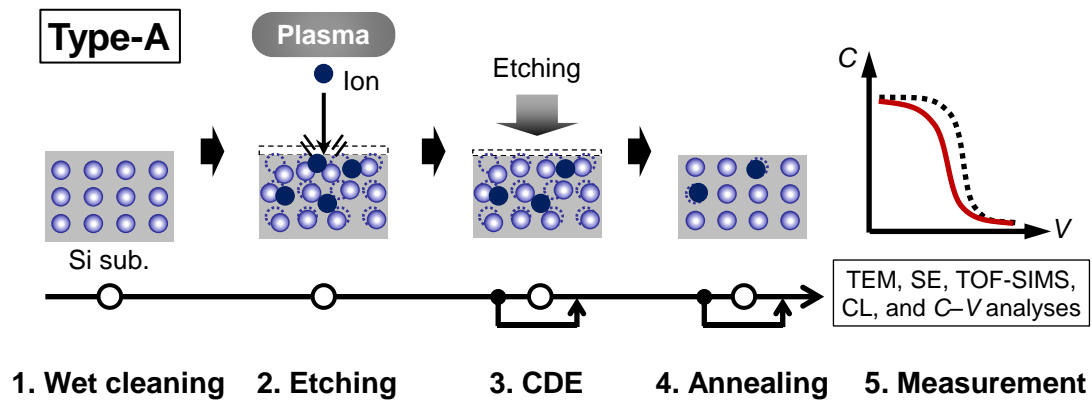 Type-A
Plasma
Ion
Etching
C
V
Si sub.
TEM, SE, TOF-SIMS,
CL, and C–V analyses
1. Wet cleaning
2. Etching
3. CDE
4. Annealing
5. Measurement